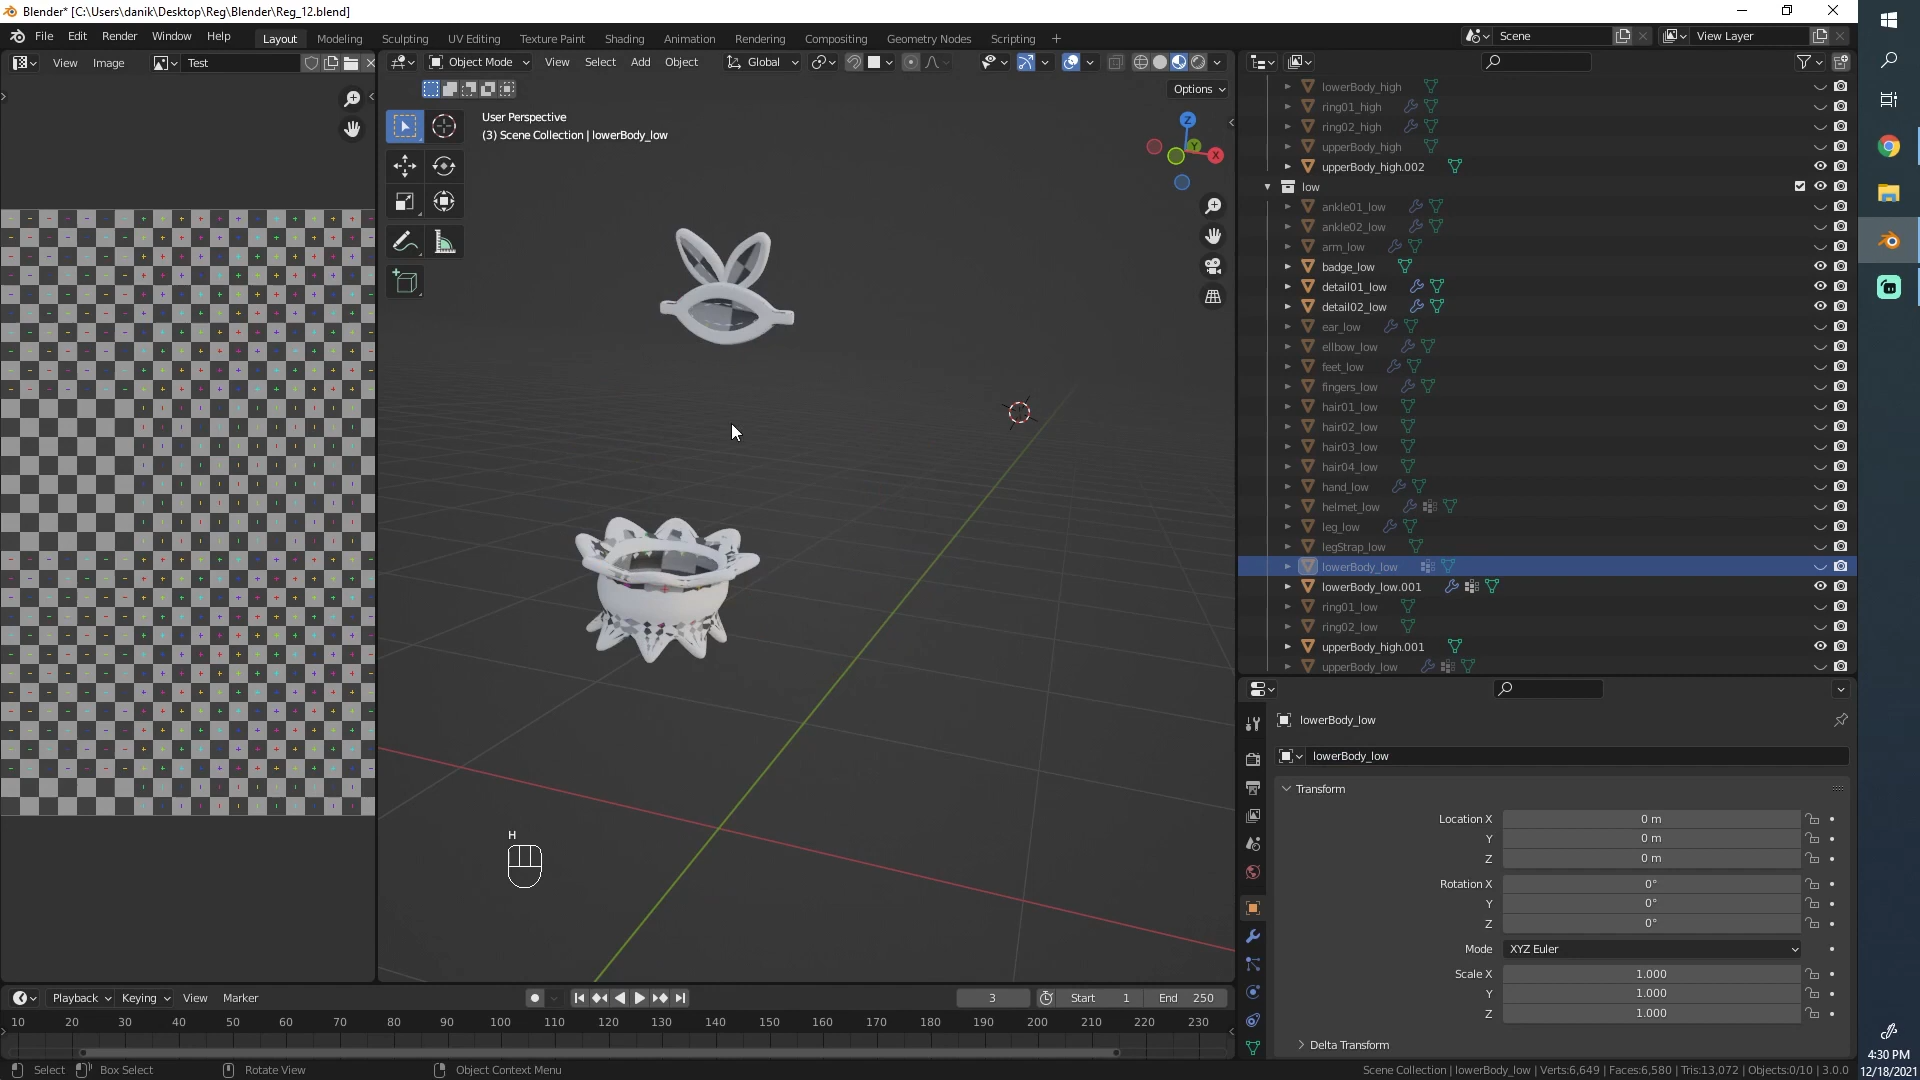 Blender* [C:\Users\danik\Desktop\Reg\Blender\Reg_12.blend]
File Edit Render Window Help
Layout Modeling Sculpting UV Editing Texture Paint Shading Animation Rendering Compositing Geometry Nodes Scripting +
Scene
View Layer
View Image
Test
Object Mode
View Select Add Object
Global
Options
User Perspective
(3) Scene Collection | lowerBody_low
Z
Y
X
lowerBody_high
ring01_high
ring02_high
upperBody_high
upperBody_high.002
low
ankle01_low
ankle02_low
arm_low
badge_low
detail01_low
detail02_low
ear_low
ellbow_low
feet_low
fingers_low
hair01_low
hair02_low
hair03_low
hair04_low
hand_low
helmet_low
leg_low
legStrap_low
lowerBody_low
lowerBody_low.001
ring01_low
ring02_low
upperBody_high.001
upperBody_low
H
lowerBody_low
lowerBody_low
Transform
Location X 0 m
Y 0 m
Z 0 m
Rotation X 0°
Y 0°
Z 0°
Mode XYZ Euler
Scale X 1.000
Y 1.000
Z 1.000
Delta Transform
Playback Keying View Marker
3
Start 1
End 250
10 20 30 40 50 60 70 80 90 100 110 120 130 140 150 160 170 180 190 200 210 220 230
Select
Box Select
Rotate View
Object Context Menu
Scene Collection | lowerBody_low | Verts:6,649 | Faces:6,580 | Tris:13,072 | Objects:0/10 | 3.0.0
4:30 PM
12/18/2021